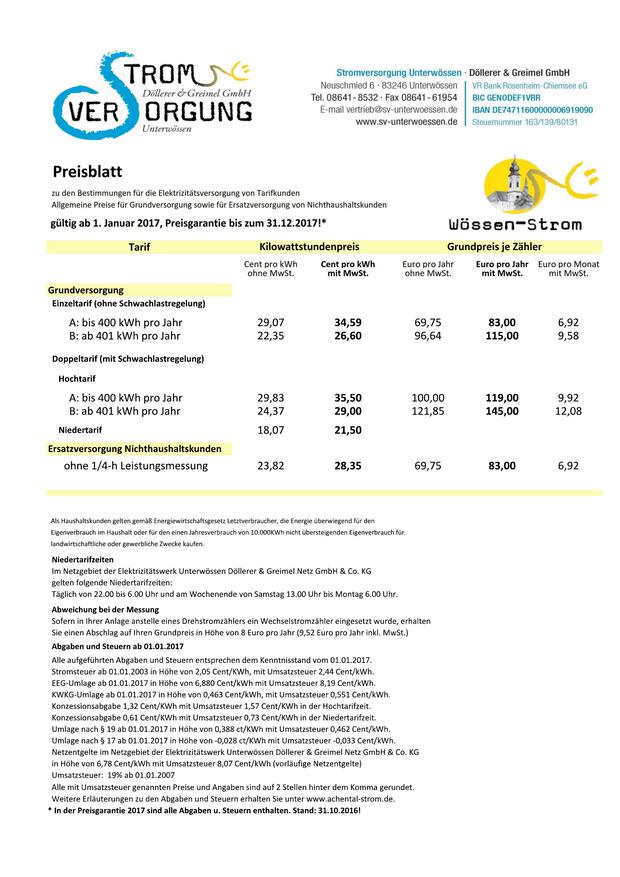 STROM
Döllerer & Greimel GmbH
VERSORGUNG
Unterwössen
Stromversorgung Unterwössen · Döllerer & Greimel GmbH
Neuschmied 6 · 83246 Unterwössen
Tel. 08641-8532 · Fax 08641-61954
E-mail vertrieb@sv-unterwoessen.de
www.sv-unterwoessen.de
VR Bank Rosenheim-Chiemsee eG
BIC GENODEF1VRR
IBAN DE74711600000006919090
Steuernummer 163/139/80131
Preisblatt
zu den Bestimmungen für die Elektrizitätsversorgung von Tarifkunden
Allgemeine Preise für Grundversorgung sowie für Ersatzversorgung von Nichthaushaltskunden
gültig ab 1. Januar 2017, Preisgarantie bis zum 31.12.2017!*
Wössen-Strom
Tarif Kilowattstundenpreis Grundpreis je Zähler
Cent pro kWh Cent pro kWh Euro pro Jahr Euro pro Jahr Euro pro Monat
ohne MwSt. mit MwSt. ohne MwSt. mit MwSt. mit MwSt.
Grundversorgung
Einzeltarif (ohne Schwachlastregelung)
A: bis 400 kWh pro Jahr 29,07 34,59 69,75 83,00 6,92
B: ab 401 kWh pro Jahr 22,35 26,60 96,64 115,00 9,58
Doppeltarif (mit Schwachlastregelung)
Hochtarif
A: bis 400 kWh pro Jahr 29,83 35,50 100,00 119,00 9,92
B: ab 401 kWh pro Jahr 24,37 29,00 121,85 145,00 12,08
Niedertarif 18,07 21,50
Ersatzversorgung Nichthaushaltskunden
ohne 1/4-h Leistungsmessung 23,82 28,35 69,75 83,00 6,92
Als Haushaltskunden gelten gemäß Energiewirtschaftsgesetz Letztverbraucher, die Energie überwiegend für den
Eigenverbrauch im Haushalt oder für den einen Jahresverbrauch von 10.000KWh nicht übersteigenden Eigenverbrauch für
landwirtschaftliche oder gewerbliche Zwecke kaufen.
Niedertarifzeiten
Im Netzgebiet der Elektrizitätswerk Unterwössen Döllerer & Greimel Netz GmbH & Co. KG
gelten folgende Niedertarifzeiten:
Täglich von 22.00 bis 6.00 Uhr und am Wochenende von Samstag 13.00 Uhr bis Montag 6.00 Uhr.
Abweichung bei der Messung
Sofern in Ihrer Anlage anstelle eines Drehstromzählers ein Wechselstromzähler eingesetzt wurde, erhalten
Sie einen Abschlag auf Ihren Grundpreis in Höhe von 8 Euro pro Jahr (9,52 Euro pro Jahr inkl. MwSt.)
Abgaben und Steuern ab 01.01.2017
Alle aufgeführten Abgaben und Steuern entsprechen dem Kenntnisstand vom 01.01.2017.
Stromsteuer ab 01.01.2003 in Höhe von 2,05 Cent/KWh, mit Umsatzsteuer 2,44 Cent/kWh.
EEG-Umlage ab 01.01.2017 in Höhe von 6,880 Cent/kWh mit Umsatzsteuer 8,19 Cent/kWh.
KWKG-Umlage ab 01.01.2017 in Höhe von 0,463 Cent/kWh, mit Umsatzsteuer 0,551 Cent/kWh.
Konzessionsabgabe 1,32 Cent/KWh mit Umsatzsteuer 1,57 Cent/kWh in der Hochtarifzeit.
Konzessionsabgabe 0,61 Cent/KWh mit Umsatzsteuer 0,73 Cent/kWh in der Niedertarifzeit.
Umlage nach § 19 ab 01.01.2017 in Höhe von 0,388 ct/KWh mit Umsatzsteuer 0,462 Cent/kWh.
Umlage nach § 17 ab 01.01.2017 in Höhe von -0,028 ct/KWh mit Umsatzsteuer -0,033 Cent/KWh.
Netzentgelte im Netzgebiet der Elektrizitätswerk Unterwössen Döllerer & Greimel Netz GmbH & Co. KG
in Höhe von 6,78 Cent/KWh mit Umsatzsteuer 8,07 Cent/kWh (vorläufige Netzentgelte)
Umsatzsteuer: 19% ab 01.01.2007
Alle mit Umsatzsteuer genannten Preise und Angaben sind auf 2 Stellen hinter dem Komma gerundet.
Weitere Erläuterungen zu den Abgaben und Steuern erhalten Sie unter www.achental-strom.de.
* In der Preisgarantie 2017 sind alle Abgaben u. Steuern enthalten. Stand: 31.10.2016!